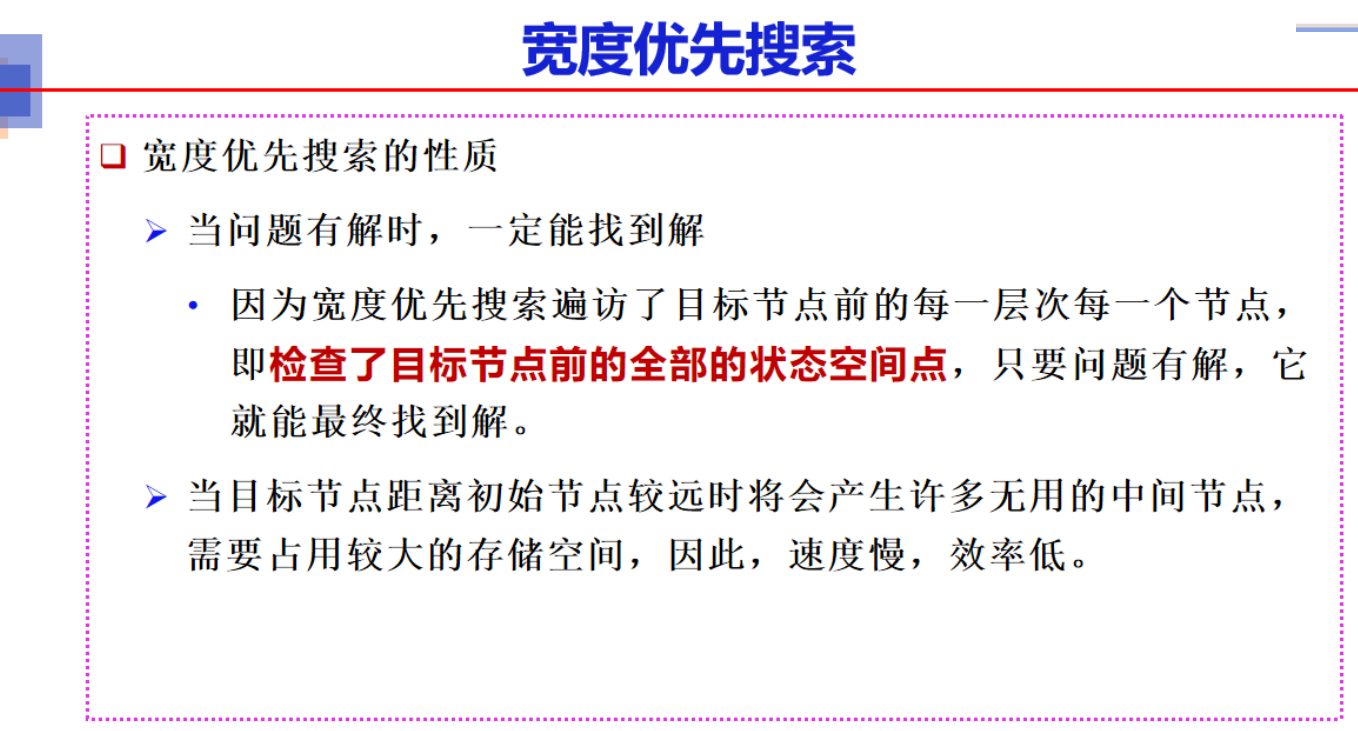 宽度优先搜索
宽度优先搜索的性质
当问题有解时，一定能找到解
因为宽度优先搜索遍访了目标节点前的每一层次每一个节点，
即检查了目标节点前的全部的状态空间点，只要问题有解，它
就能最终找到解。
当目标节点距离初始节点较远时将会产生许多无用的中间节点，
需要占用较大的存储空间，因此，速度慢，效率低。